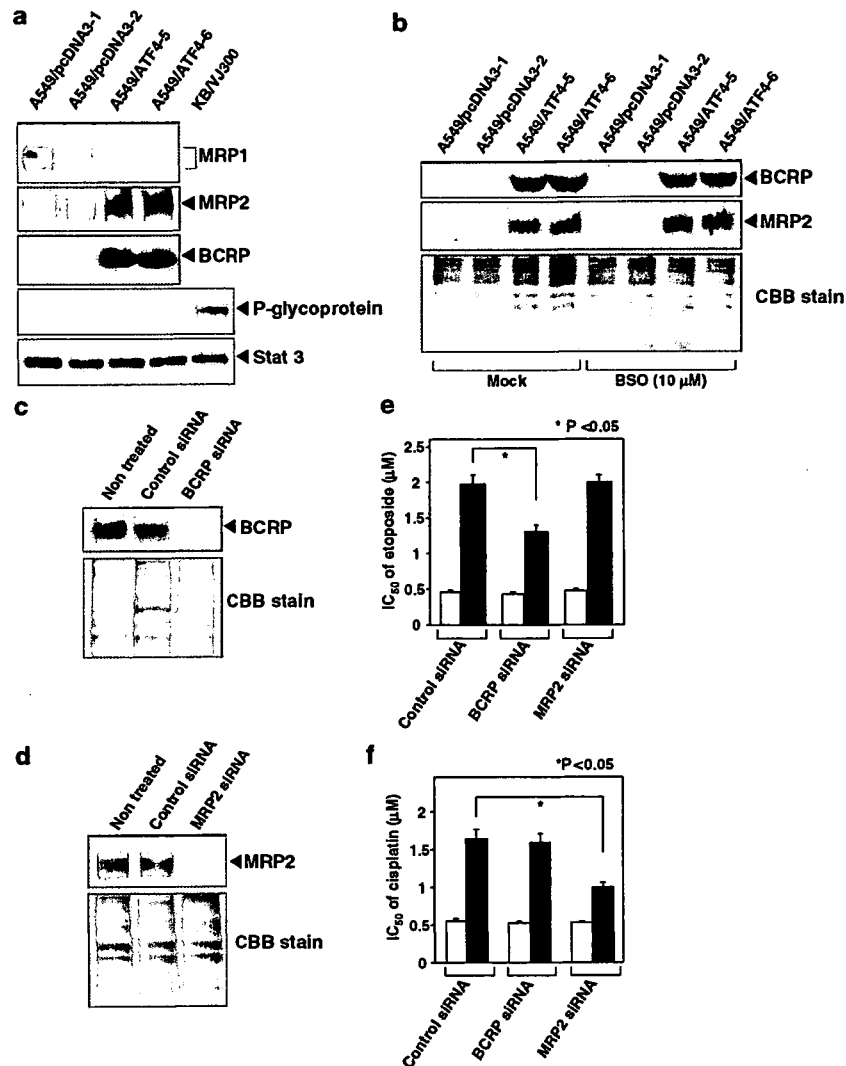 a
A549/pcDNA3-1
A549/pcDNA3-2
A549/ATF4-5
A549/ATF4-6
KB/VJ300
MRP1
MRP2
BCRP
P-glycoprotein
Stat 3
b
A549/pcDNA3-1
A549/pcDNA3-2
A549/ATF4-5
A549/ATF4-6
A549/pcDNA3-1
A549/pcDNA3-2
A549/ATF4-5
A549/ATF4-6
BCRP
MRP2
CBB stain
Mock
BSO (10 µM)
c
Non treated
Control siRNA
BCRP siRNA
BCRP
CBB stain
d
Non treated
Control siRNA
MRP2 siRNA
MRP2
CBB stain
e
* P <0.05
IC50 of etoposide (µM)
2.5
2
1.5
1
0.5
0
*
Control siRNA
BCRP siRNA
MRP2 siRNA
f
*P<0.05
IC50 of cisplatin (µM)
2
1.5
1
0.5
0
*
Control siRNA
BCRP siRNA
MRP2 siRNA